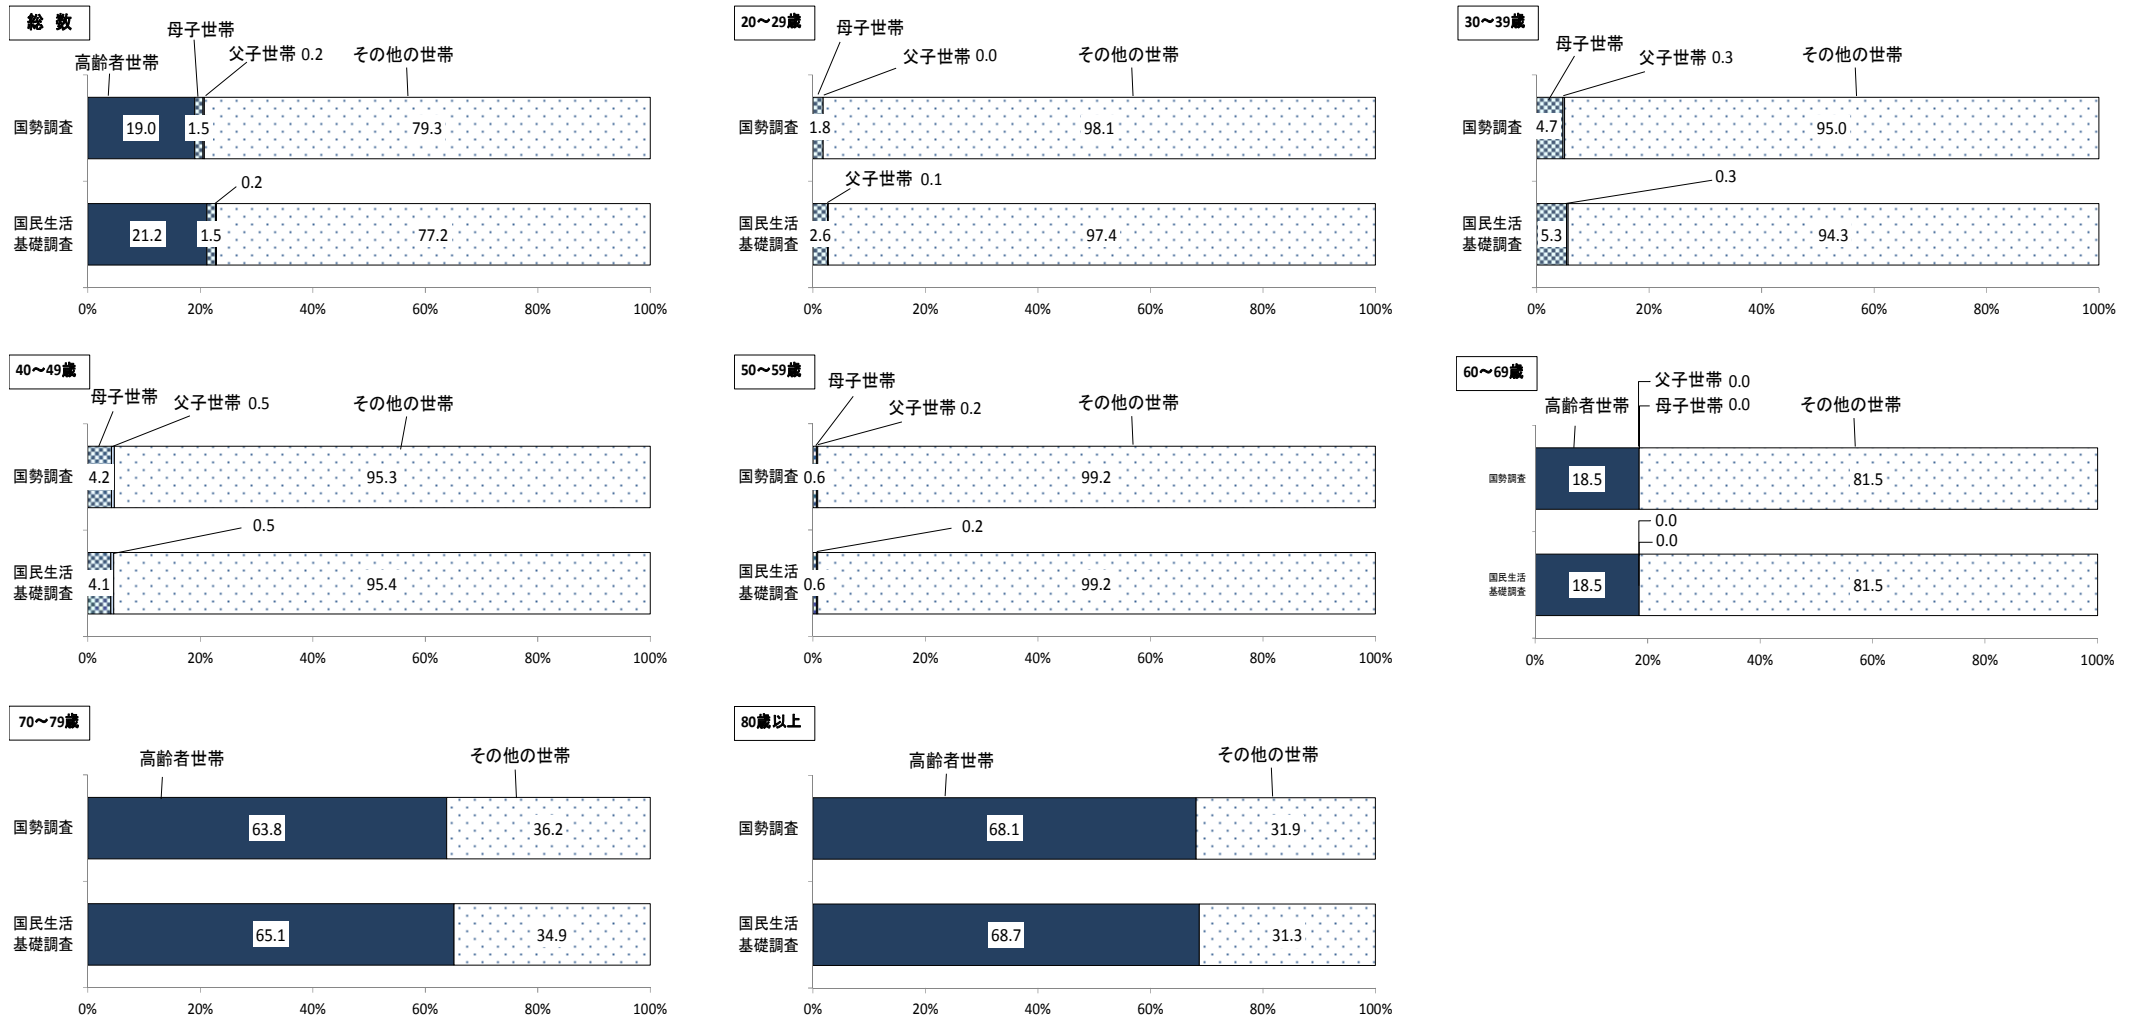 総 数
母子世帯
父子世帯 0.2
その他の世帯
高齢者世帯
国勢調査
19.0
1.5
79.3
0.2
国民生活
基礎調査
21.2
1.5
77.2
0%
20%
40%
60%
80%
100%
20～29歳
母子世帯
父子世帯 0.0
その他の世帯
国勢調査
1.8
98.1
父子世帯 0.1
国民生活
基礎調査
2.6
97.4
0%
20%
40%
60%
80%
100%
30～39歳
母子世帯
父子世帯 0.3
その他の世帯
国勢調査
4.7
95.0
0.3
国民生活
基礎調査
5.3
94.3
0%
20%
40%
60%
80%
100%
40～49歳
母子世帯
父子世帯 0.5
その他の世帯
国勢調査
4.2
95.3
0.5
国民生活
基礎調査
4.1
95.4
0%
20%
40%
60%
80%
100%
50～59歳
母子世帯
父子世帯 0.2
その他の世帯
国勢調査
0.6
99.2
0.2
国民生活
基礎調査
0.6
99.2
0%
20%
40%
60%
80%
100%
60～69歳
父子世帯 0.0
高齢者世帯
母子世帯 0.0
その他の世帯
国勢調査
18.5
81.5
0.0
0.0
国民生活
基礎調査
18.5
81.5
0%
20%
40%
60%
80%
100%
70～79歳
高齢者世帯
その他の世帯
国勢調査
63.8
36.2
国民生活
基礎調査
65.1
34.9
0%
20%
40%
60%
80%
100%
80歳以上
高齢者世帯
その他の世帯
国勢調査
68.1
31.9
国民生活
基礎調査
68.7
31.3
0%
20%
40%
60%
80%
100%